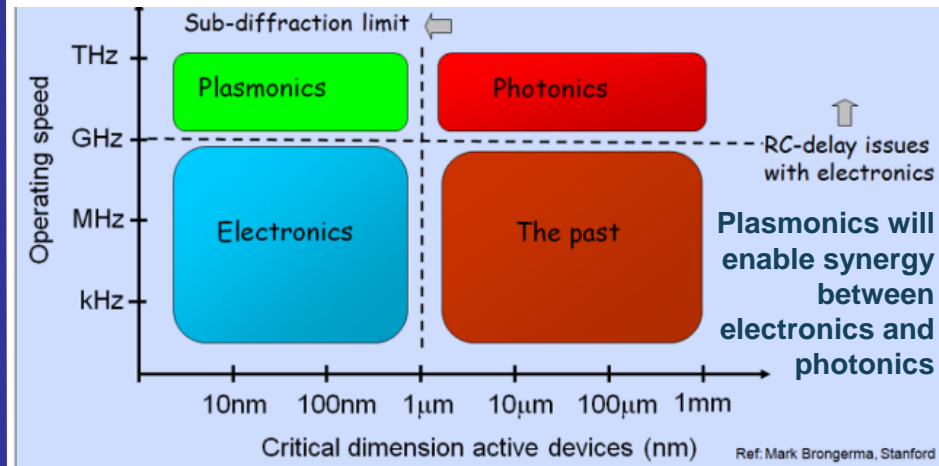 Sub-diffraction limit
THz
Plasmonics
Photonics
Operating speed
GHz
RC-delay issues
with electronics
MHz
Electronics
The past
Plasmonics will
enable synergy
between
electronics and
photonics
kHz
10nm
100nm
1μm
10μm
100μm
1mm
Critical dimension active devices (nm)
Ref: Mark Brongerma, Stanford